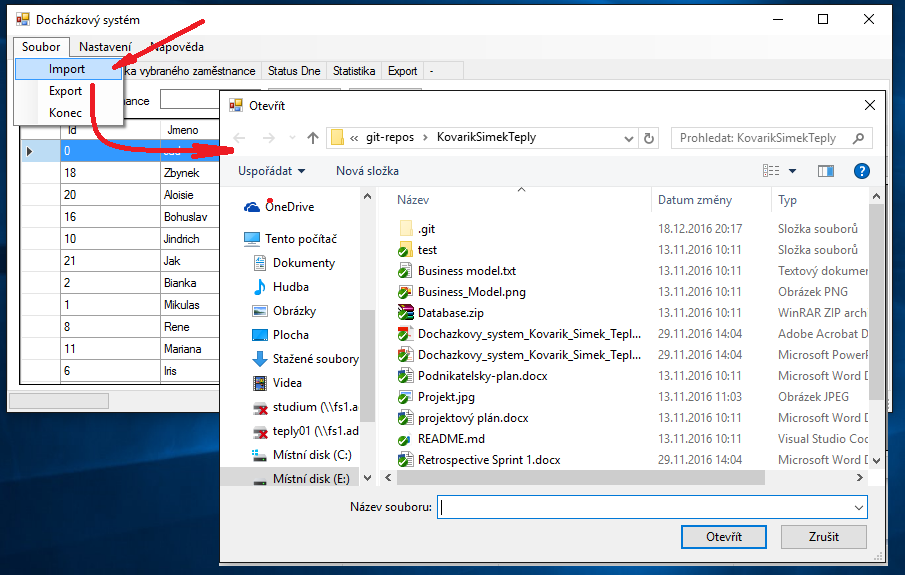 Docházkový systém
Soubor Nastavení Nápověda
Import
ka vybraného zaměstnance Status Dne Statistika Export -
Export
ance
Konec
Id Jmeno
0
18 Zbynek
20 Aloisie
16 Bohuslav
10 Jindrich
21 Jak
2 Bianka
1 Mikulas
8 Rene
11 Mariana
6 Iris
Otevřít
« git-repos › KovarikSimekTeply
Prohledat: KovarikSimekTeply
Uspořádat Nová složka
OneDrive
Tento počítač
Dokumenty
Hudba
Obrázky
Plocha
Stažené soubory
Videa
studium (\\fs1.ad
teply01 (\\fs1.ad
Místní disk (C:)
Místní disk (E:)
Název Datum změny Typ
.git 18.12.2016 20:17 Složka souborů
test 13.11.2016 10:11 Složka souborů
Business model.txt 13.11.2016 10:11 Textový dokumen
Business_Model.png 13.11.2016 10:11 Obrázek PNG
Database.zip 13.11.2016 10:11 WinRAR ZIP arch
Dochazkovy_system_Kovarik_Simek_Tepl... 29.11.2016 14:04 Adobe Acrobat D
Dochazkovy_system_Kovarik_Simek_Tepl... 29.11.2016 14:04 Microsoft PowerP
Podnikatelsky-plan.docx 13.11.2016 10:11 Microsoft Word D
Projekt.jpg 13.11.2016 11:03 Obrázek JPEG
projektový plán.docx 13.11.2016 10:11 Microsoft Word D
README.md 13.11.2016 10:11 Visual Studio Coc
Retrospective Sprint 1.docx 29.11.2016 14:04 Microsoft Word D
Název souboru:
Otevřít Zrušit